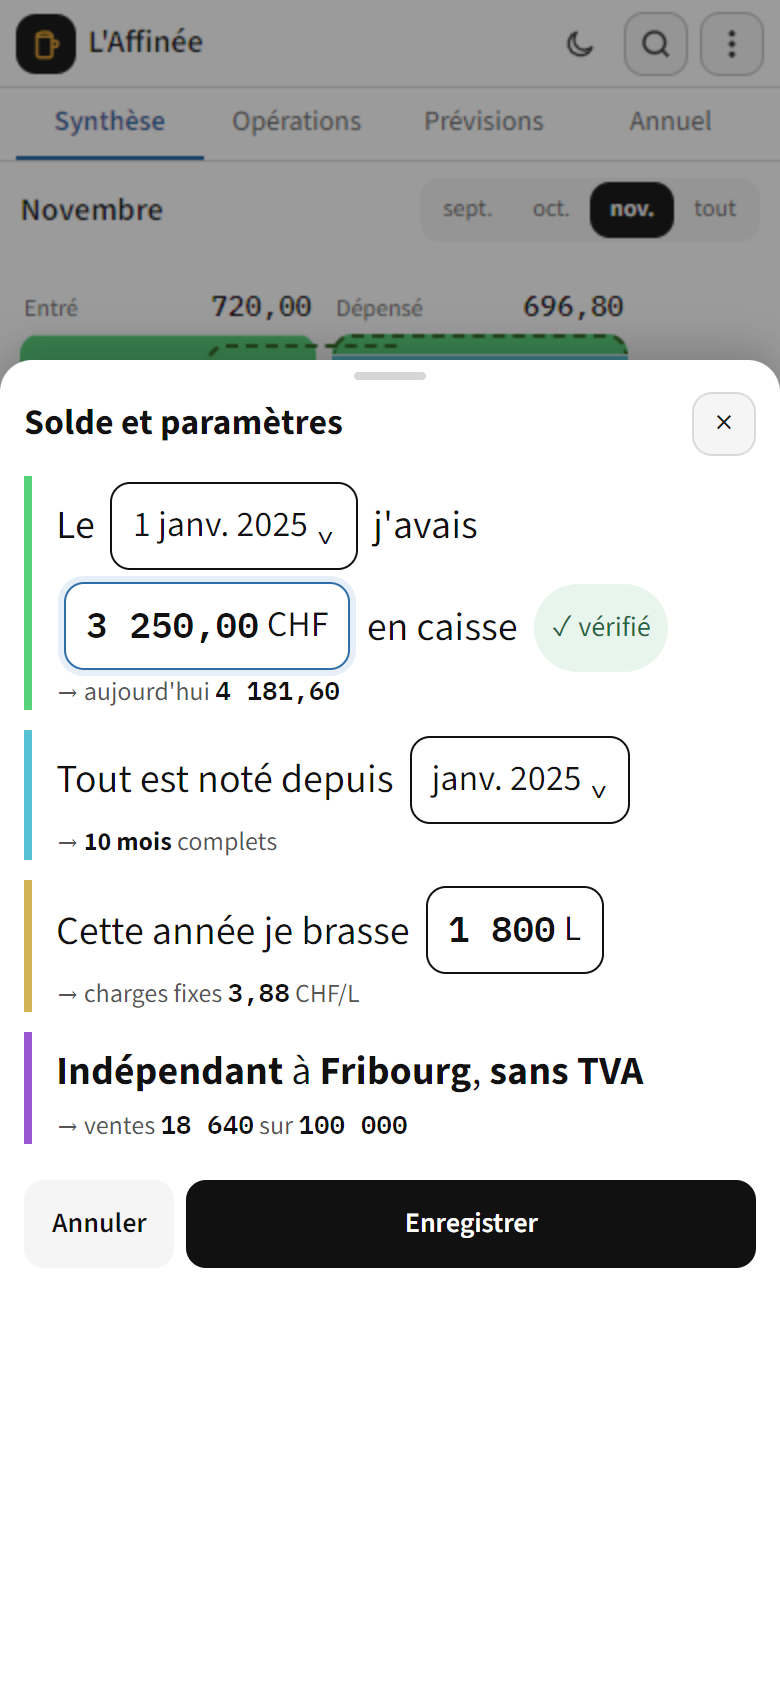 L'Affinée
Synthèse Opérations Prévisions Annuel
Novembre sept. oct. nov. tout
Entré 720,00 Dépensé 696,80
Solde et paramètres ×
Le 1 janv. 2025 j'avais
3 250,00 CHF en caisse ✓ vérifié
→ aujourd'hui 4 181,60
Tout est noté depuis janv. 2025
→ 10 mois complets
Cette année je brasse 1 800 L
→ charges fixes 3,88 CHF/L
Indépendant à Fribourg, sans TVA
→ ventes 18 640 sur 100 000
Annuler Enregistrer